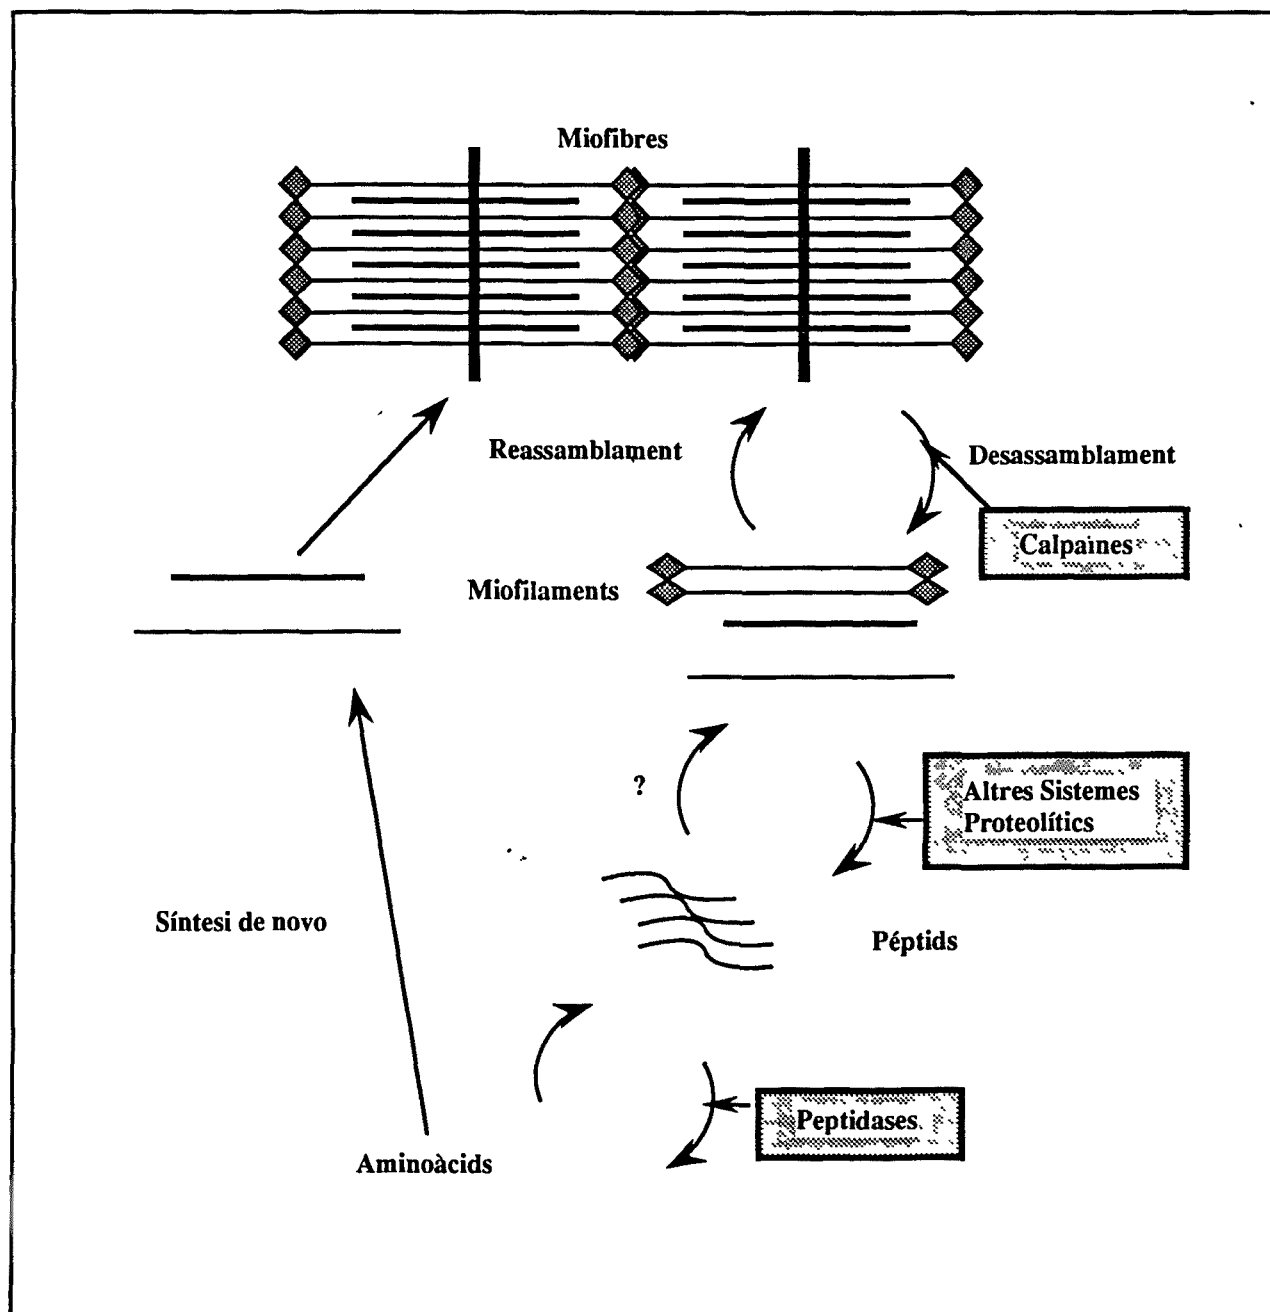 Miofibres
Reassamblament
Desassamblament
Calpaines
Miofilaments
?
Altres Sistemes
Proteolítics
Síntesi de novo
Péptids
Peptidases
Aminoàcids